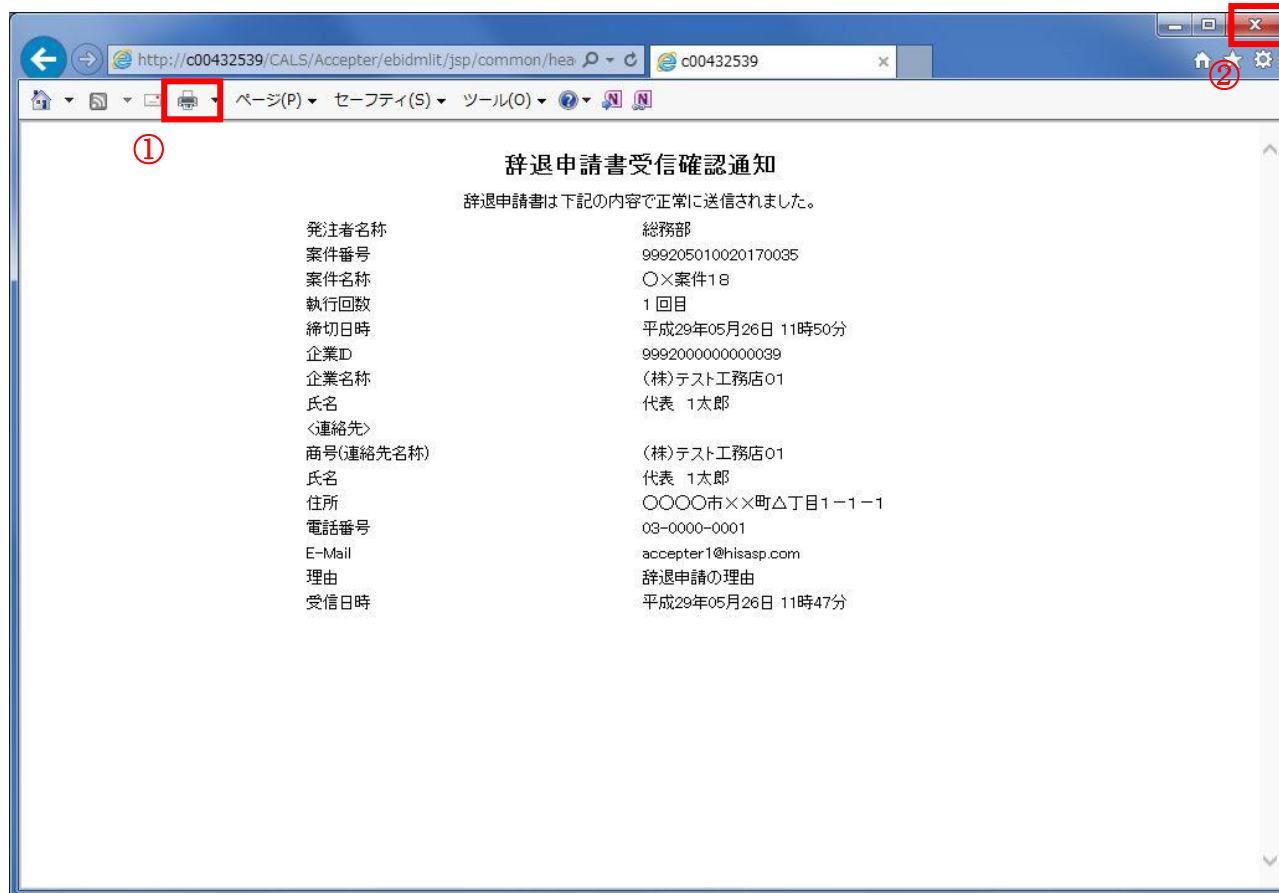 http://c00432539/CALS/Accepter/ebidmlit/jsp/common/hea
c00432539
②
ページ(P) セーフティ(S) ツール(O)
①
辞退申請書受信確認通知
辞退申請書は下記の内容で正常に送信されました。
発注者名称 総務部
案件番号 999205010020170035
案件名称 〇×案件18
執行回数 1回目
締切日時 平成29年05月26日 11時50分
企業ID 9992000000000039
企業名称 (株)テスト工務店01
氏名 代表 1太郎
<連絡先>
商号(連絡先名称) (株)テスト工務店01
氏名 代表 1太郎
住所 〇〇〇〇市××町△丁目1-1-1
電話番号 03-0000-0001
E-Mail accepter1@hisasp.com
理由 辞退申請の理由
受信日時 平成29年05月26日 11時47分